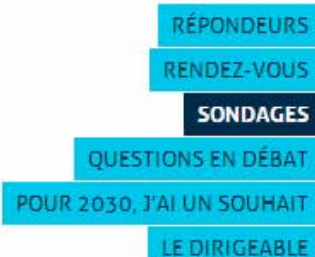 RÉPONDEURS
RENDEZ-VOUS
SONDAGES
QUESTIONS EN DÉBAT
POUR 2030, J'AI UN SOUHAIT
LE DIRIGEABLE